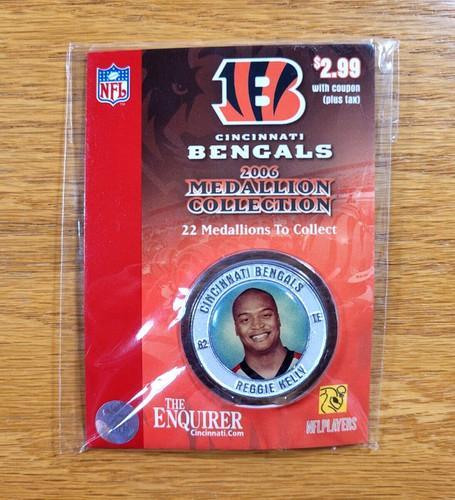 NFL
B
$2.99
with coupon
(plus tax)
CINCINNATI
BENGALS
2006
MEDALLION
COLLECTION
22 Medallions To Collect
CINCINNATI BENGALS
82
TE
REGGIE KELLY
THE
ENQUIRER
Cincinnati.Com
NFLPLAYERS